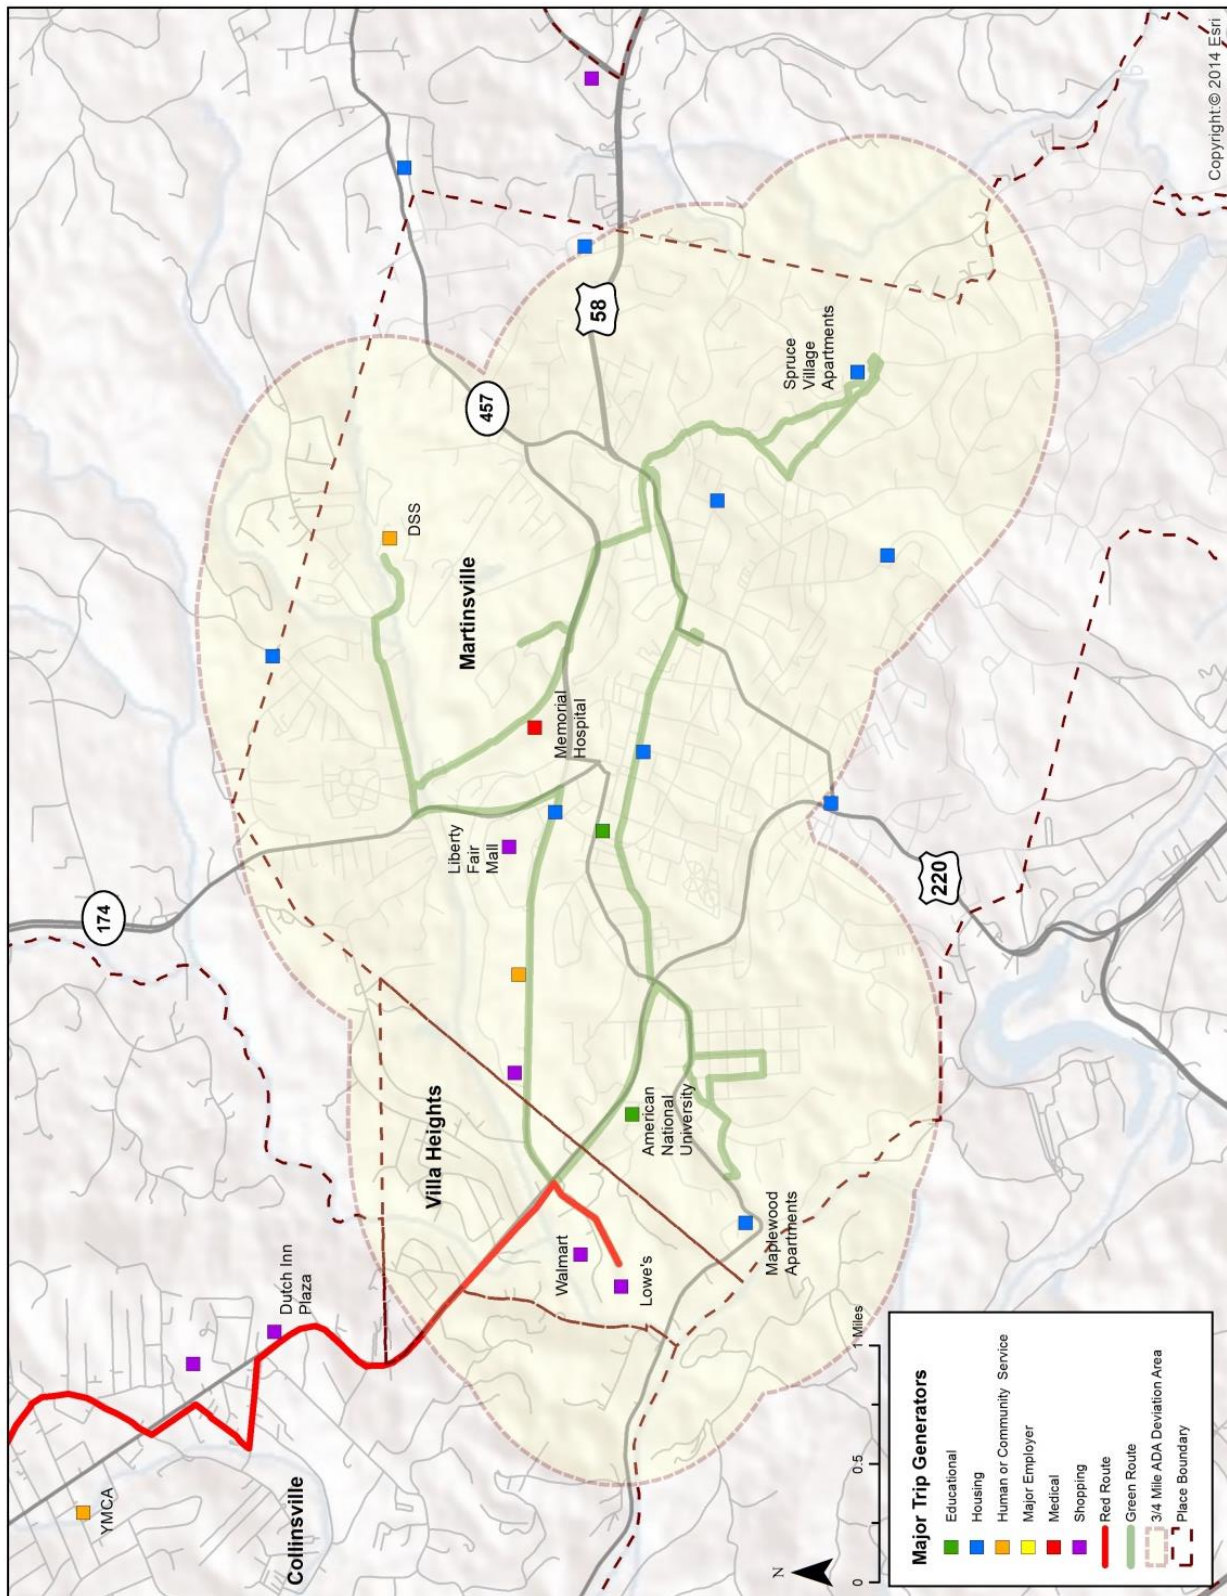 174
457
58
220
Collinsville
YMCA
Dutch Inn
Plaza
Villa Heights
Martinsville
DSS
Liberty
Fair
Mall
Memorial
Hospital
Walmart
Lowe's
American
National
University
Maplewood
Apartments
Spruce
Village
Apartments
N
0 0.5 1 Miles
Major Trip Generators
Educational
Housing
Human or Community Service
Major Employer
Medical
Shopping
Red Route
Green Route
3/4 Mile ADA Deviation Area
Place Boundary
Copyright:© 2014 Esri